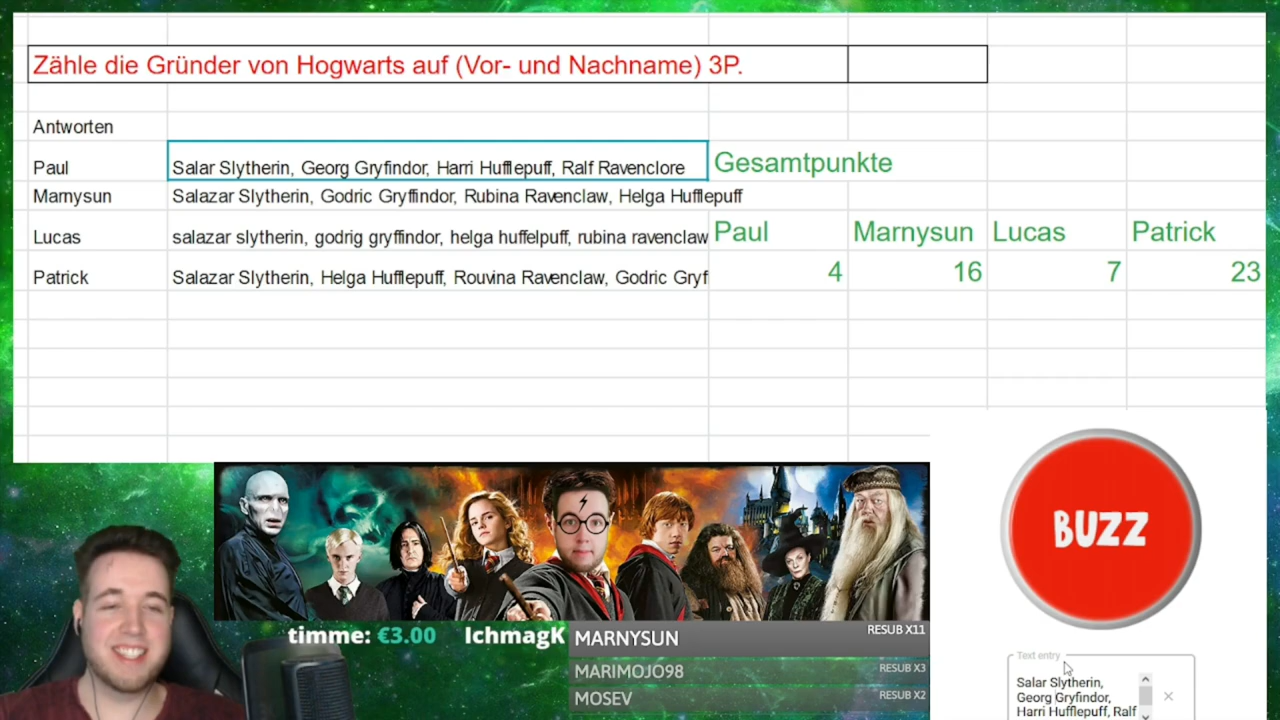 Zähle die Gründer von Hogwarts auf (Vor- und Nachname) 3P.
Antworten
Paul Salar Slytherin, Georg Gryfindor, Harri Hufflepuff, Ralf Ravenclore
Gesamtpunkte
Marnysun Salazar Slytherin, Godric Gryffindor, Rubina Ravenclaw, Helga Hufflepuff
Lucas salazar slytherin, godrig gryffindor, helga huffelpuff, rubina ravenclaw
Paul Marnysun Lucas Patrick
Patrick Salazar Slytherin, Helga Hufflepuff, Rouvina Ravenclaw, Godric Gryf
4 16 7 23
BUZZ
timme: €3.00 IchmagK
MARNYSUN RESUB X11
MARIMOJO98 RESUB X3
MOSEV RESUB X2
Text entry
Salar Slytherin,
Georg Gryfindor,
Harri Hufflepuff, Ralf